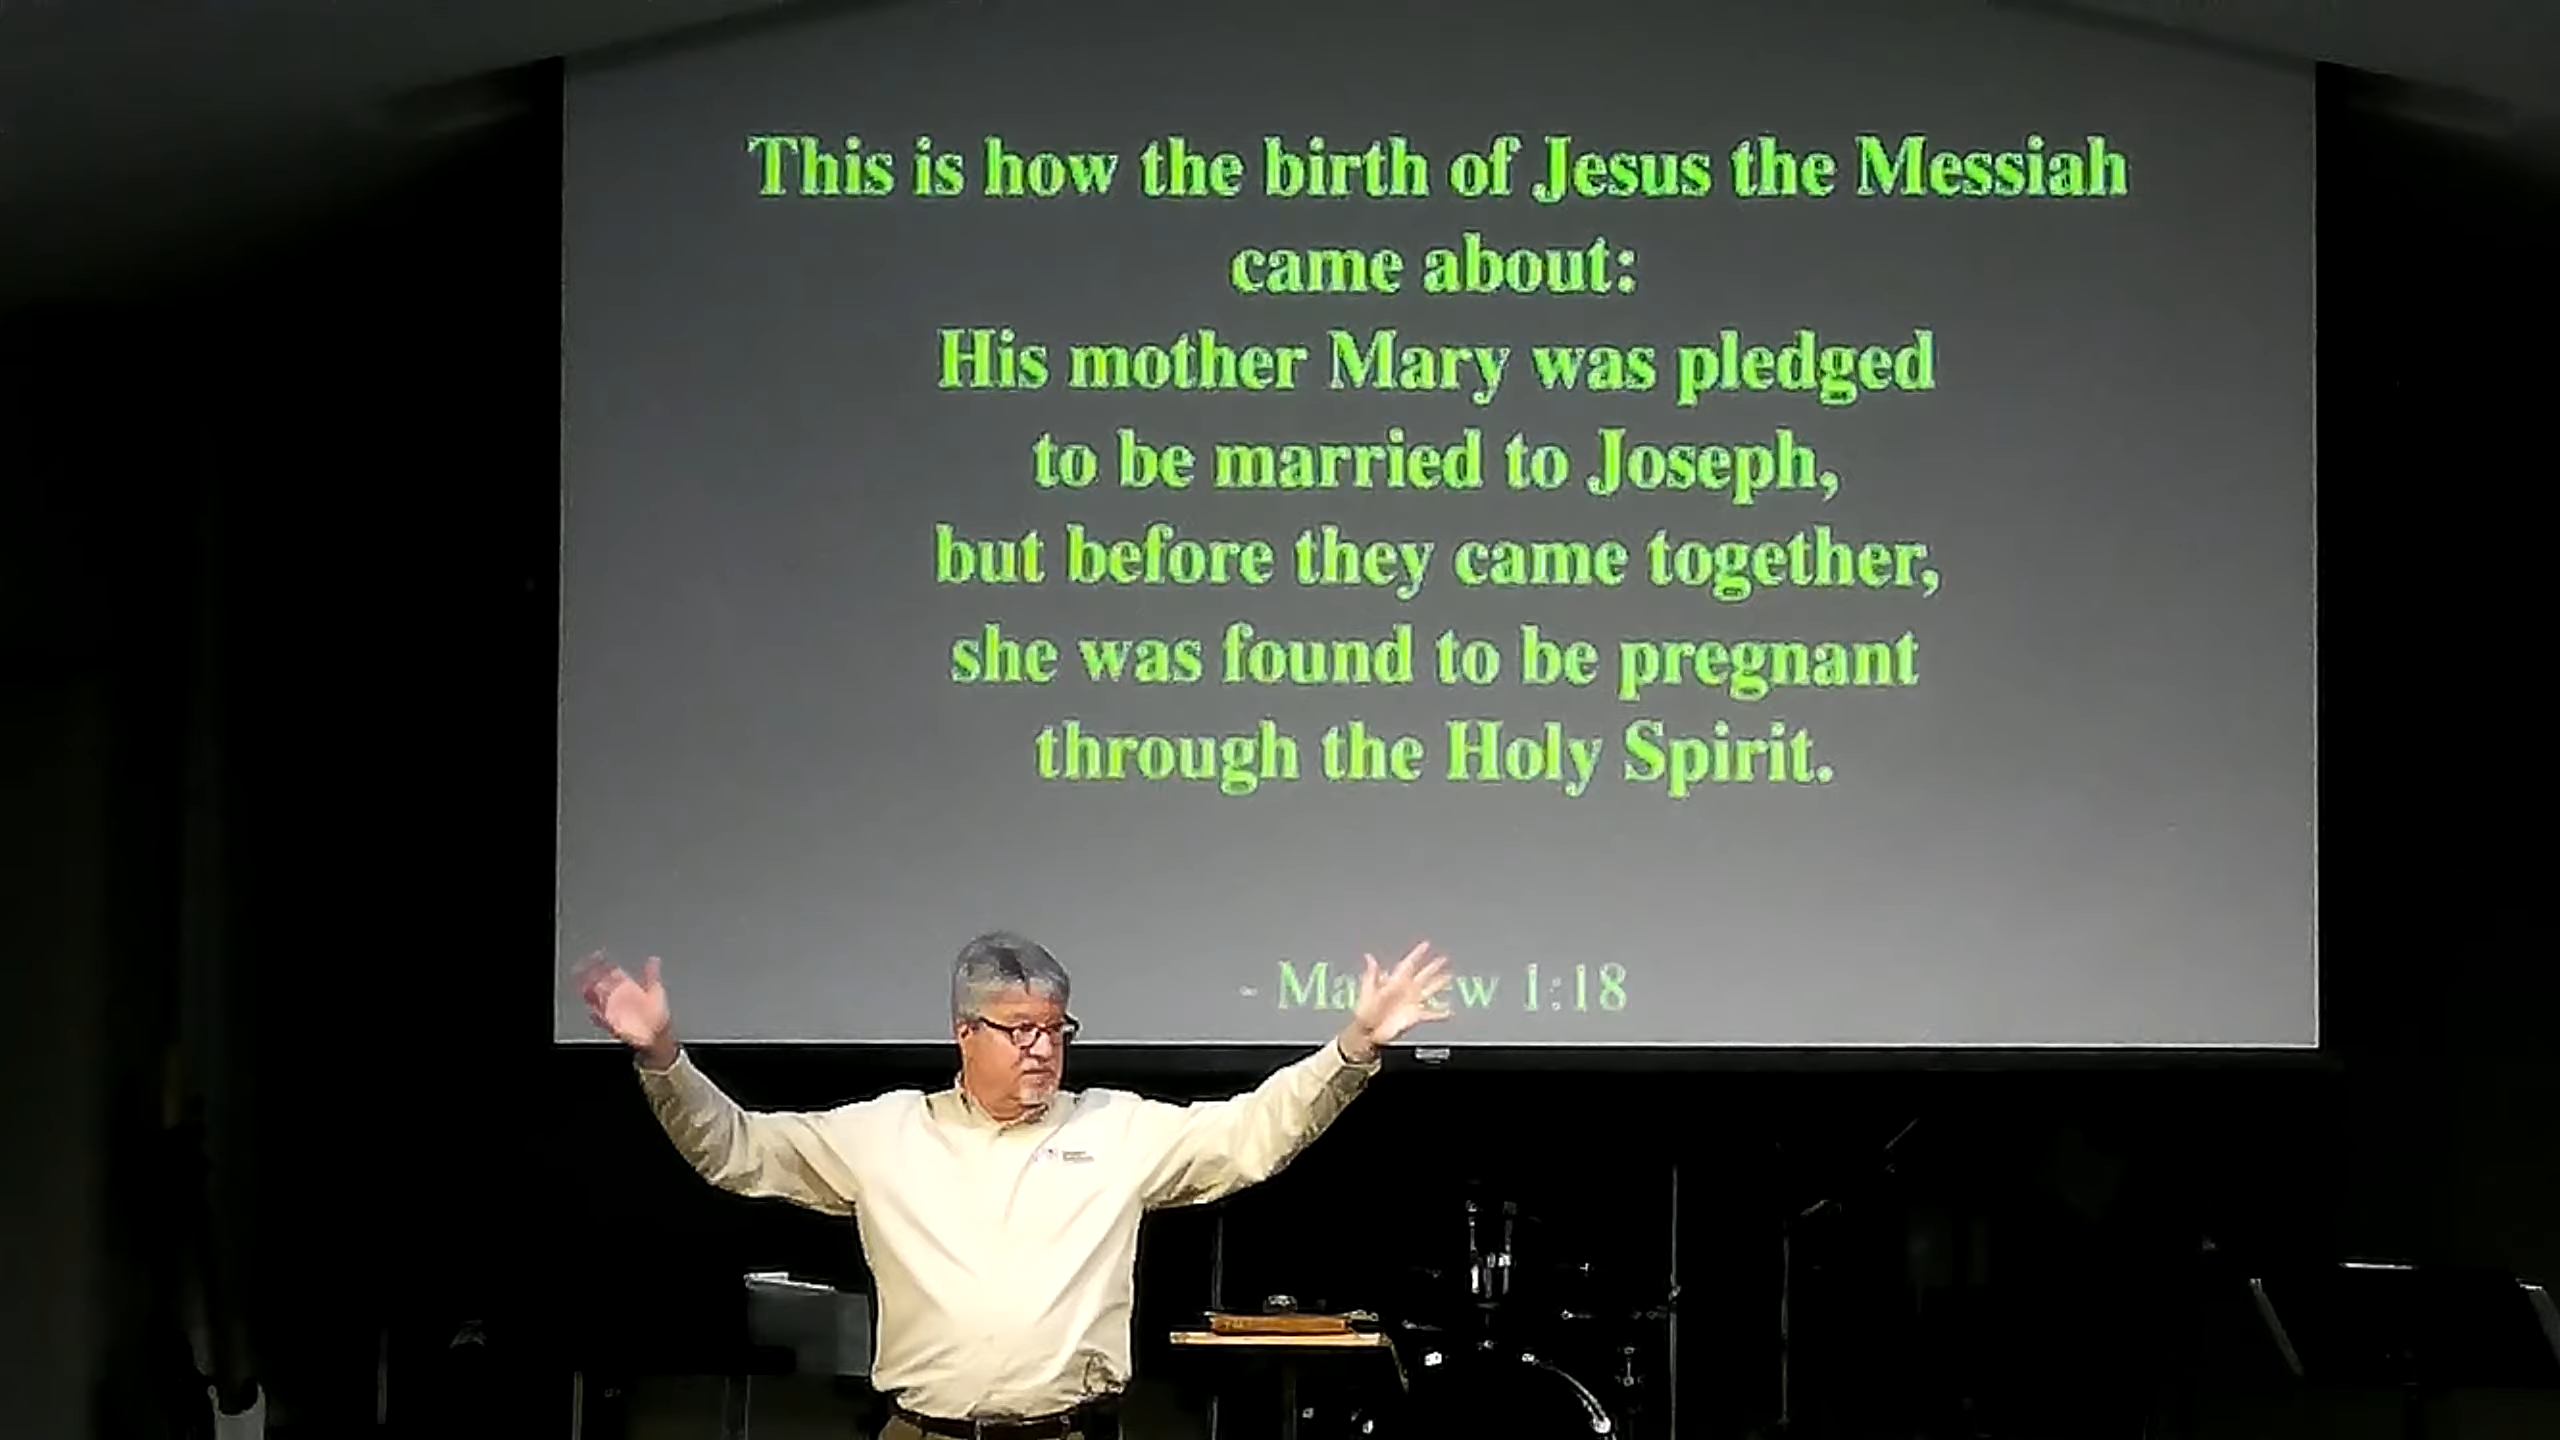 This is how the birth of Jesus the Messiah
came about:
His mother Mary was pledged
to be married to Joseph,
but before they came together,
she was found to be pregnant
through the Holy Spirit.
- Ma ew 1:18